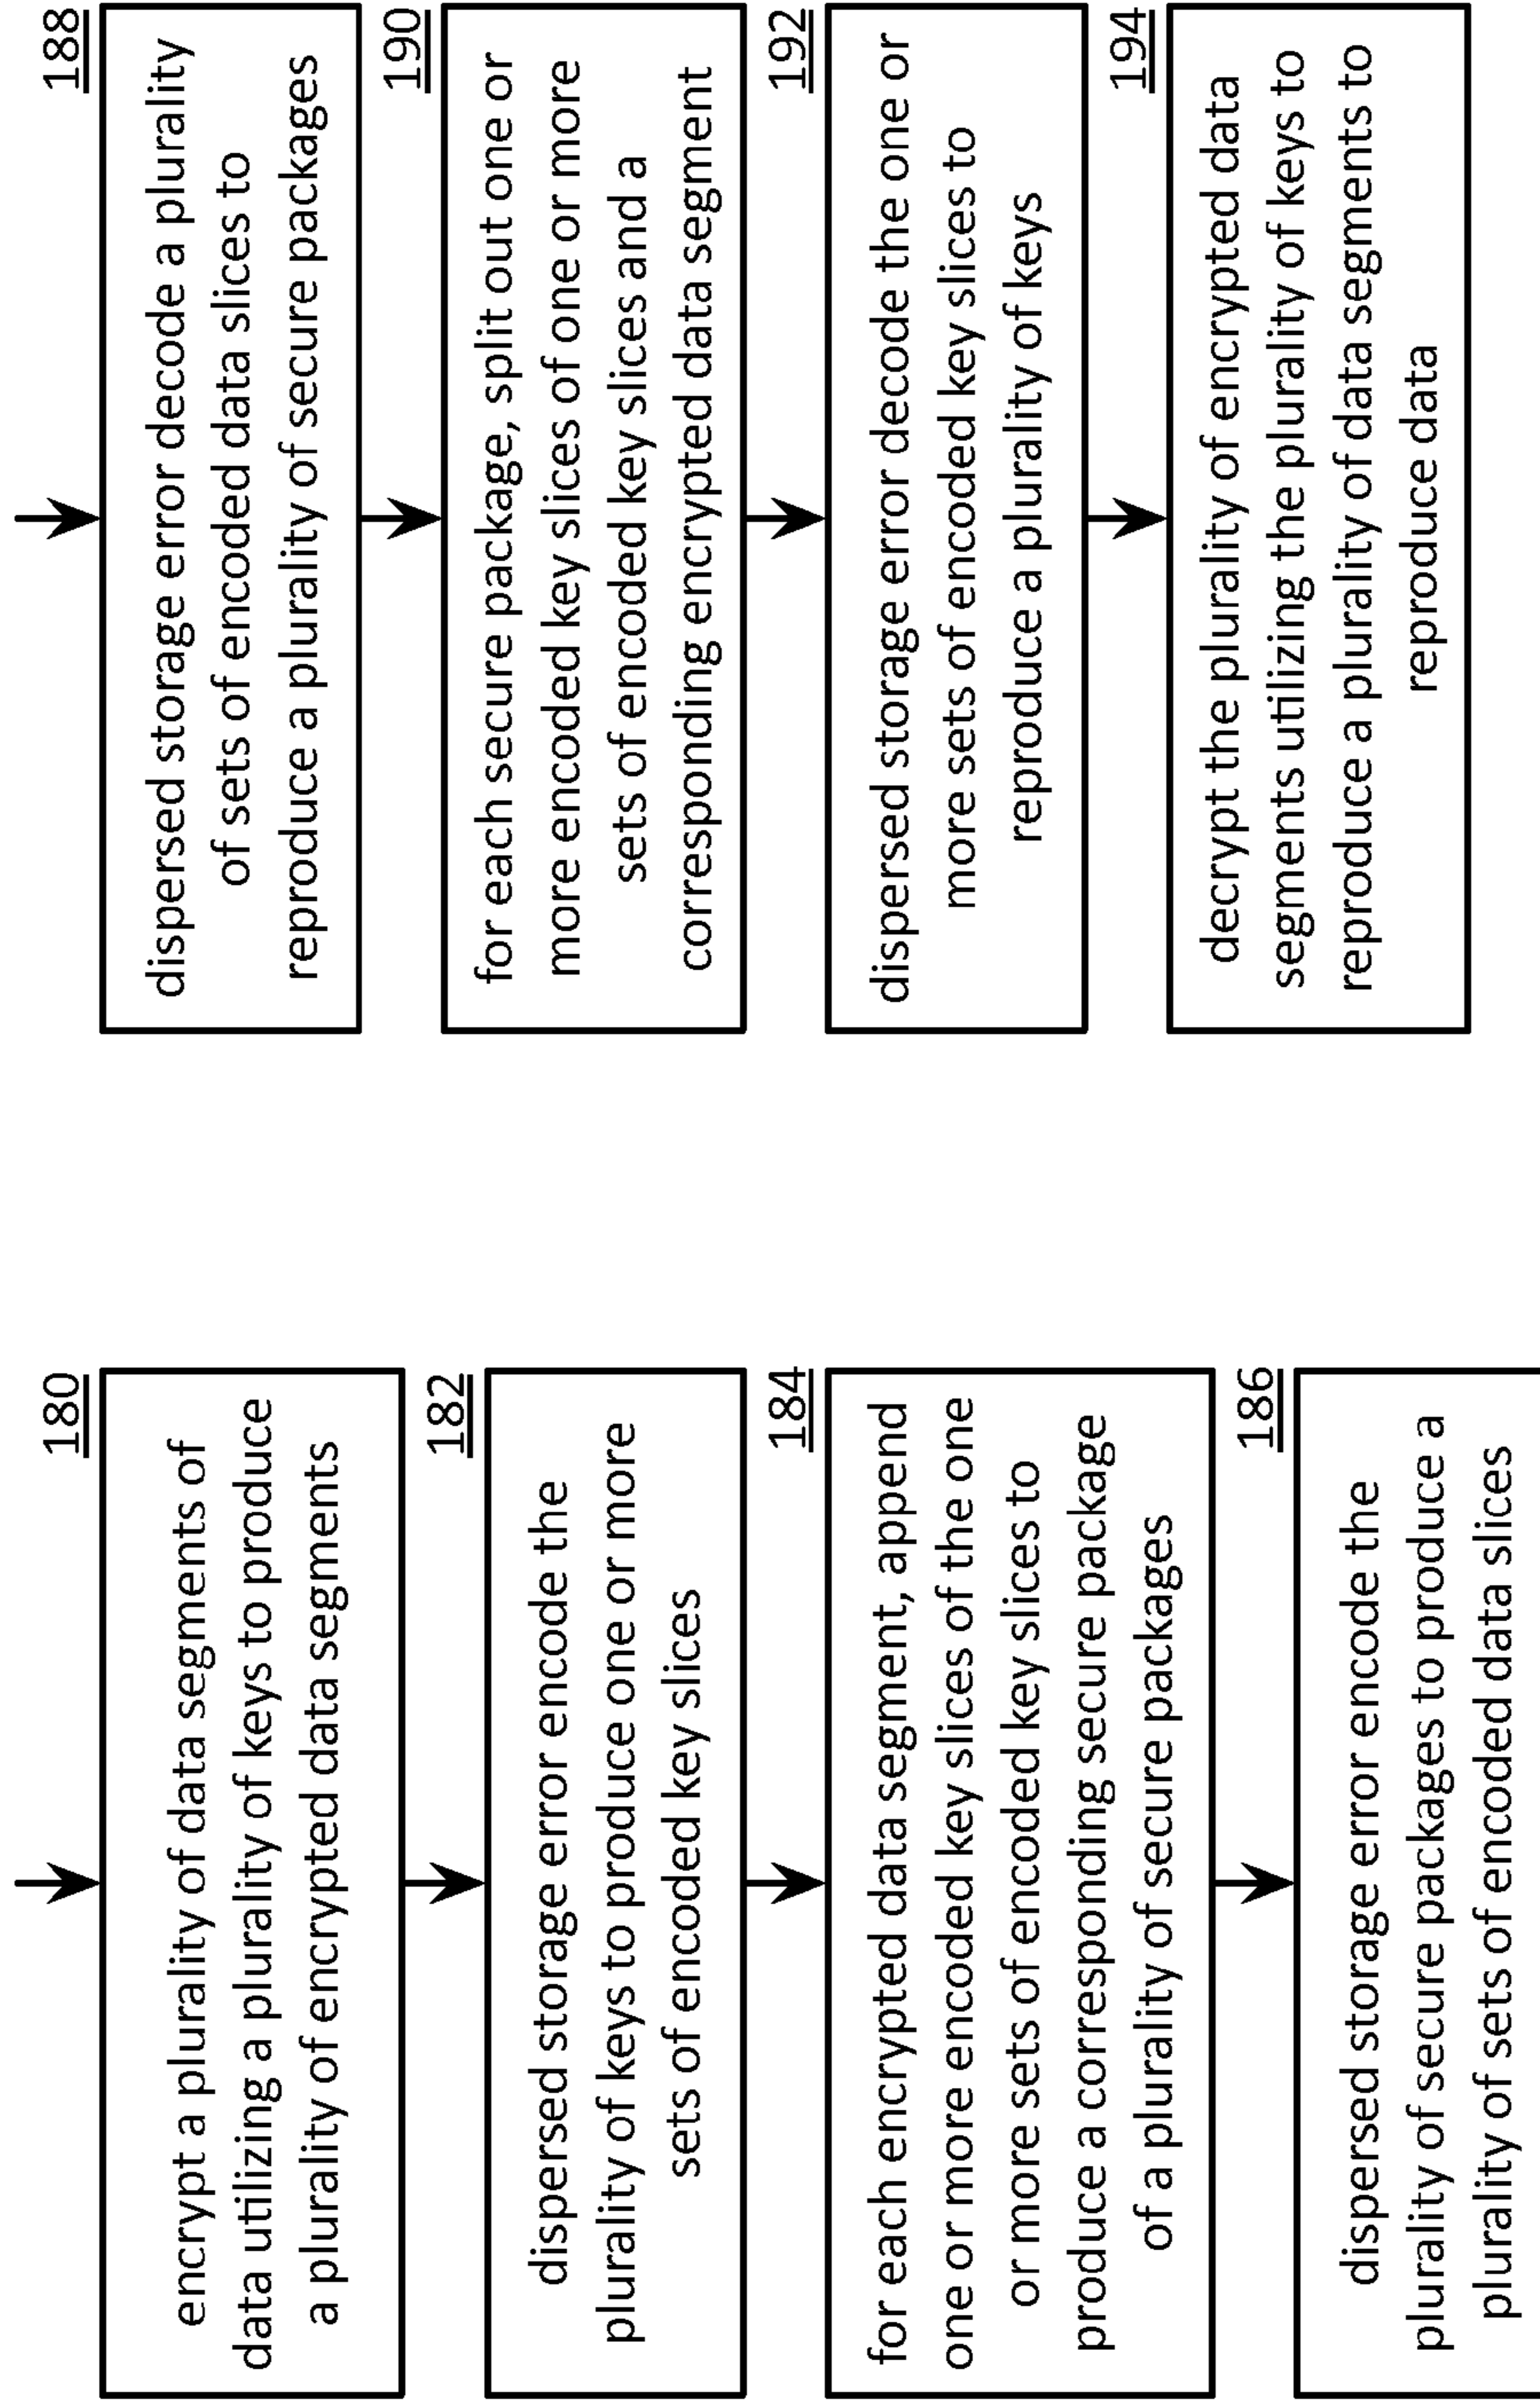 180
encrypt a plurality of data segments of
data utilizing a plurality of keys to produce
a plurality of encrypted data segments
182
dispersed storage error encode the
plurality of keys to produce one or more
sets of encoded key slices
184
for each encrypted data segment, append
one or more encoded key slices of the one
or more sets of encoded key slices to
produce a corresponding secure package
of a plurality of secure packages
186
dispersed storage error encode the
plurality of secure packages to produce a
plurality of sets of encoded data slices
188
dispersed storage error decode a plurality
of sets of encoded data slices to
reproduce a plurality of secure packages
190
for each secure package, split out one or
more encoded key slices of one or more
sets of encoded key slices and a
corresponding encrypted data segment
192
dispersed storage error decode the one or
more sets of encoded key slices to
reproduce a plurality of keys
194
decrypt the plurality of encrypted data
segments utilizing the plurality of keys to
reproduce a plurality of data segments to
reproduce data